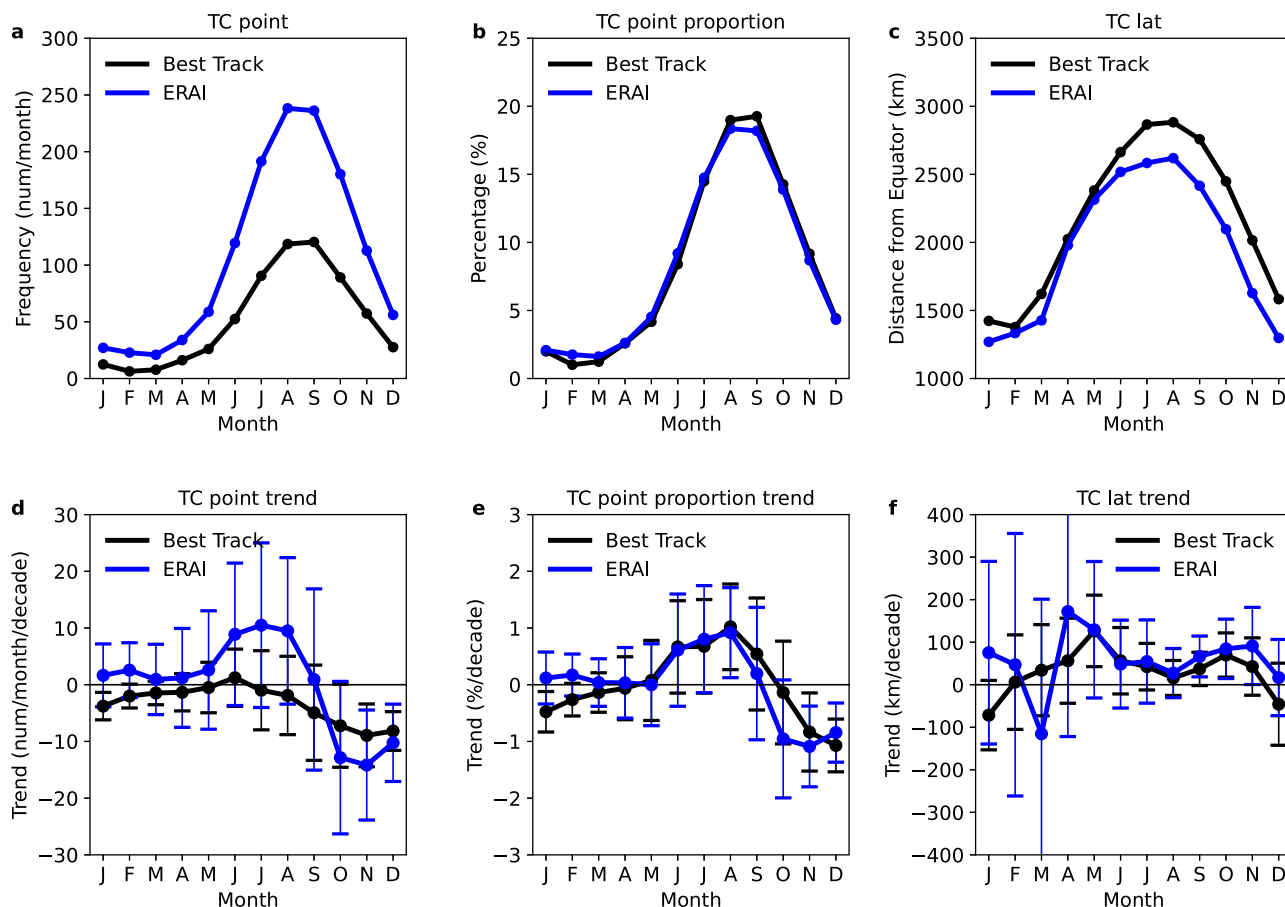 a
TC point
Frequency (num/month)
300
250
200
150
100
50
0
Best Track
ERAI
J F M A M J J A S O N D
Month
b
TC point proportion
Percentage (%)
25
20
15
10
5
0
Best Track
ERAI
J F M A M J J A S O N D
Month
c
TC lat
Distance from Equator (km)
3500
3000
2500
2000
1500
1000
Best Track
ERAI
J F M A M J J A S O N D
Month
d
TC point trend
Trend (num/month/decade)
30
20
10
0
−10
−20
−30
Best Track
ERAI
J F M A M J J A S O N D
Month
e
TC point proportion trend
Trend (%/decade)
3
2
1
0
−1
−2
−3
Best Track
ERAI
J F M A M J J A S O N D
Month
f
TC lat trend
Trend (km/decade)
400
300
200
100
0
−100
−200
−300
−400
Best Track
ERAI
J F M A M J J A S O N D
Month